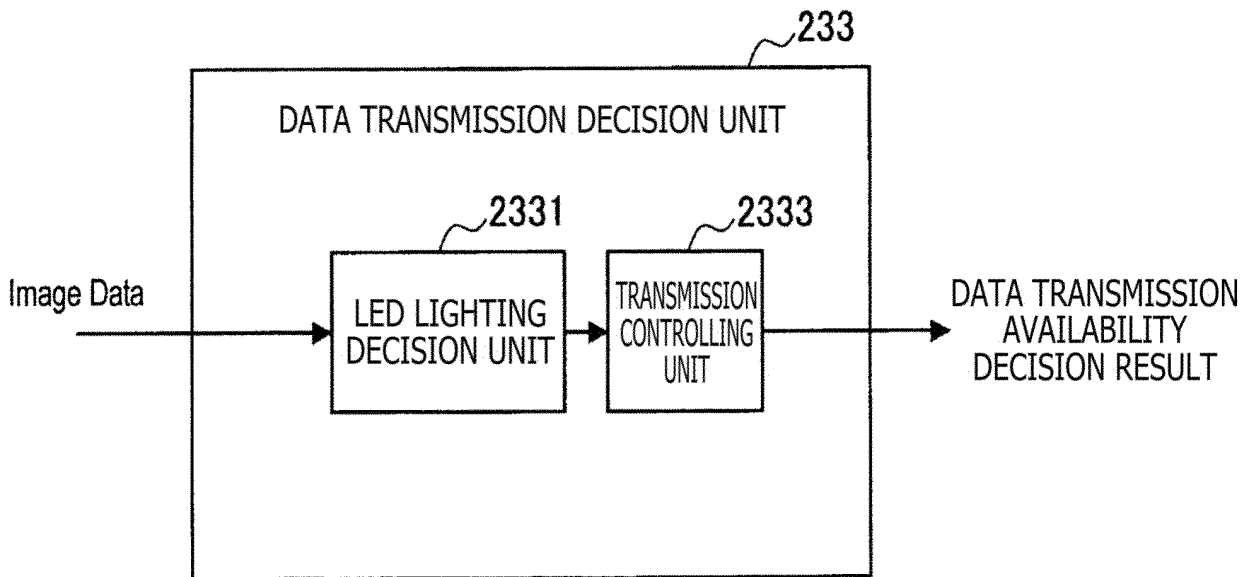 233
DATA TRANSMISSION DECISION UNIT
2331
2333
Image Data
LED LIGHTING
DECISION UNIT
TRANSMISSION
CONTROLLING
UNIT
DATA TRANSMISSION
AVAILABILITY
DECISION RESULT